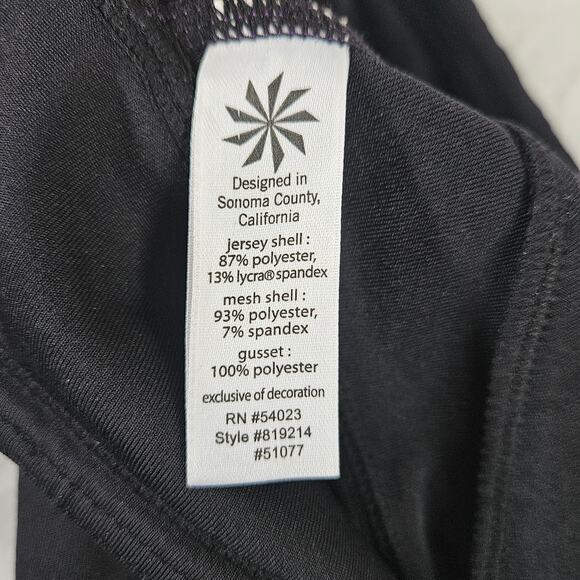 Designed in
Sonoma County,
California
jersey shell :
87% polyester,
13% lycra® spandex
mesh shell :
93% polyester,
7% spandex
gusset :
100% polyester
exclusive of decoration
RN #54023
Style #819214
#51077